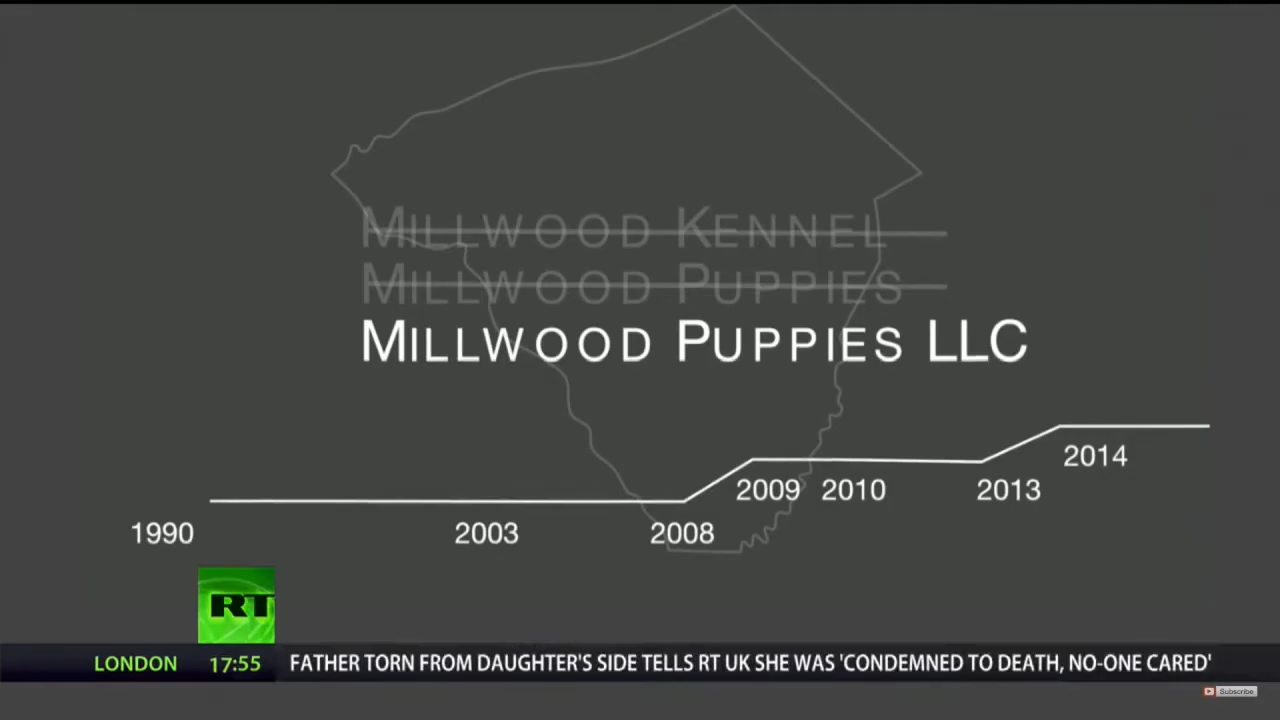 MILLWOOD KENNEL
MILLWOOD PUPPIES
MILLWOOD PUPPIES LLC
2014
2009 2010 2013
1990 2003 2008
RT
LONDON 17:55 FATHER TORN FROM DAUGHTER'S SIDE TELLS RT UK SHE WAS 'CONDEMNED TO DEATH, NO-ONE CARED'
Subscribe